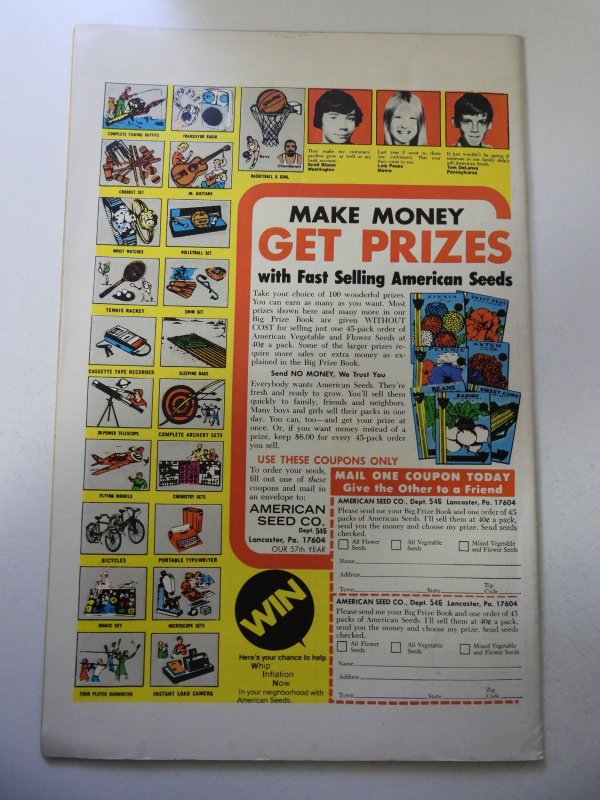 COMPLETE FISHING OUTFITS
TRANSISTOR RADIO
CROQUET SET
JR. GUITARS
BASKETBALL & GOAL
WRIST WATCHES
VOLLEYBALL SET
TENNIS RACKET
SWIM SET
CASSETTE TAPE RECORDER
SLEEPING BAGS
30-POWER TELESCOPE
COMPLETE ARCHERY SETS
FLYING MODELS
CHEMISTRY SETS
BICYCLES
PORTABLE TYPEWRITER
MAGIC SET
MICROSCOPE SETS
FOUR PLAYER BADMINTON
INSTANT LOAD CAMERA
They make my customers'
gardens grow as well as my
bank account.
Scott Bloom
Washington
Last year I went to them
(my customers). This year
they came to me.
Lois Pease
Maine
It just wouldn't be spring if
someone in our family didn't
sell American Seeds.
Tom DeLaney
Pennsylvania
MAKE MONEY
GET PRIZES
with Fast Selling American Seeds
Take your choice of 100 wonderful prizes.
You can earn as many as you want. Most
prizes shown here and many more in our
Big Prize Book are given WITHOUT
COST for selling just one 45-pack order of
American Vegetable and Flower Seeds at
40¢ a pack. Some of the larger prizes re-
quire more sales or extra money as ex-
plained in the Big Prize Book.
Send NO MONEY, We Trust You
Everybody wants American Seeds. They're
fresh and ready to grow. You'll sell them
quickly to family, friends and neighbors.
Many boys and girls sell their packs in one
day. You can, too—and get your prize at
once. Or, if you want money instead of a
prize, keep $6.00 for every 45-pack order
you sell.
ZINNIA
SWEET PEAS
ASTER
BEANS
RADISH
SWEET CORN
USE THESE COUPONS ONLY
To order your seeds,
fill out one of these
coupons and mail in
an envelope to:
AMERICAN
SEED CO.
Dept. 546
Lancaster, Pa. 17604
OUR 57th YEAR
WIN
Here's your chance to help
Whip
Inflation
Now
in your neighborhood with
American Seeds.
MAIL ONE COUPON TODAY
Give the Other to a Friend
AMERICAN SEED CO., Dept. 546 Lancaster, Pa. 17604
Please send me your Big Prize Book and one order of 45
packs of American Seeds. I'll sell them at 40¢ a pack,
send you the money and choose my prize. Send seeds
checked.
All Flower Seeds
All Vegetable Seeds
Mixed Vegetable and Flower Seeds
Name
Address
Town State Zip Code
AMERICAN SEED CO., Dept. 546 Lancaster, Pa. 17604
Please send me your Big Prize Book and one order of 45
packs of American Seeds. I'll sell them at 40¢ a pack,
send you the money and choose my prize. Send seeds
checked.
All Flower Seeds
All Vegetable Seeds
Mixed Vegetable and Flower Seeds
Name
Address
Town State Zip Code